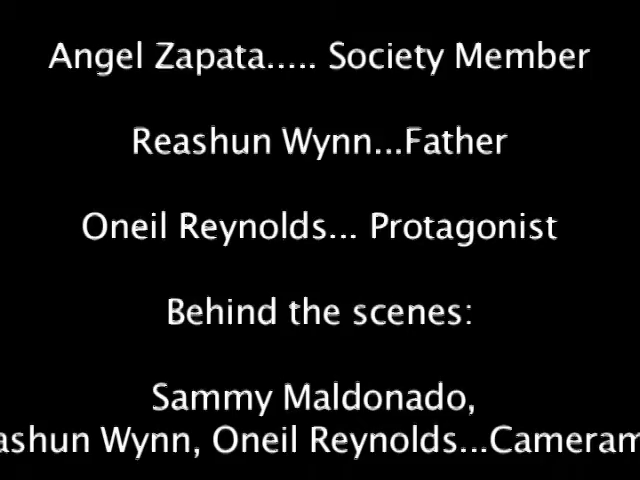 Angel Zapata..... Society Member
Reashun Wynn...Father
Oneil Reynolds... Protagonist
Behind the scenes:
Sammy Maldonado,
ashun Wynn, Oneil Reynolds...Cameram